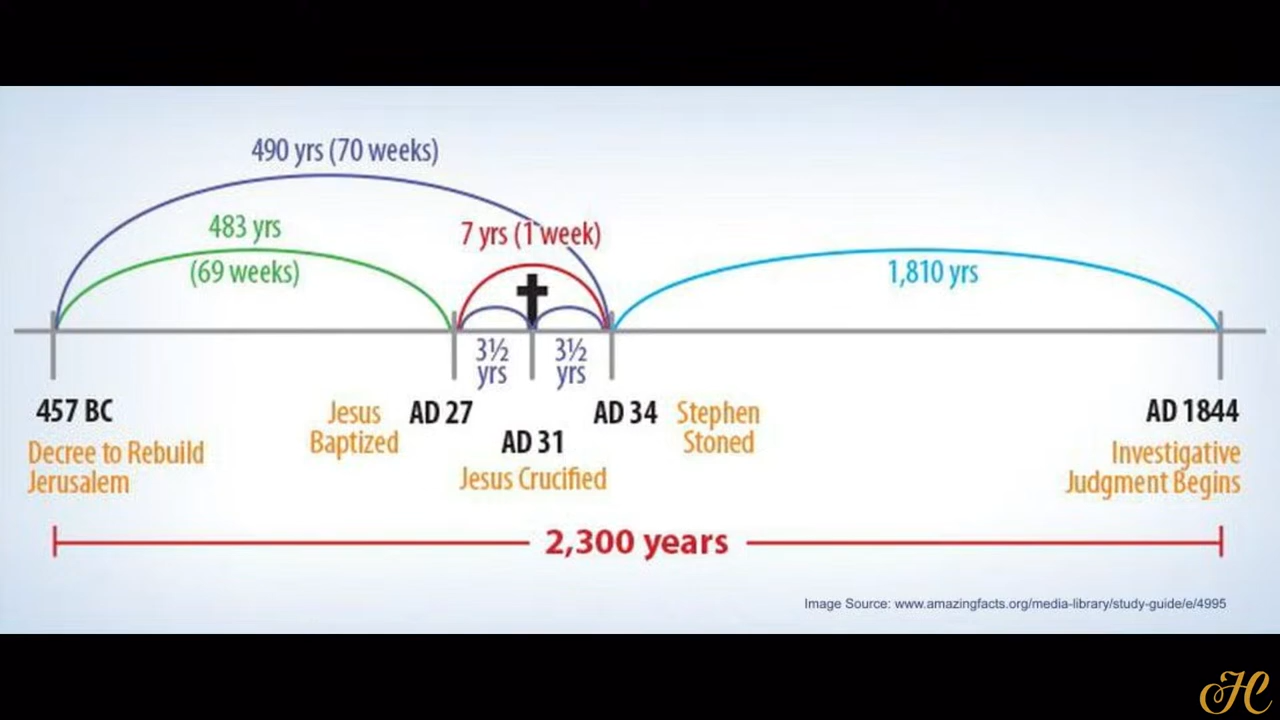 490 yrs (70 weeks)
483 yrs
(69 weeks)
7 yrs (1 week)
1,810 yrs
3½
yrs
3½
yrs
457 BC
Decree to Rebuild
Jerusalem
Jesus
Baptized
AD 27
AD 31
Jesus Crucified
AD 34
Stephen
Stoned
AD 1844
Investigative
Judgment Begins
2,300 years
Image Source: www.amazingfacts.org/media-library/study-guide/e/4995